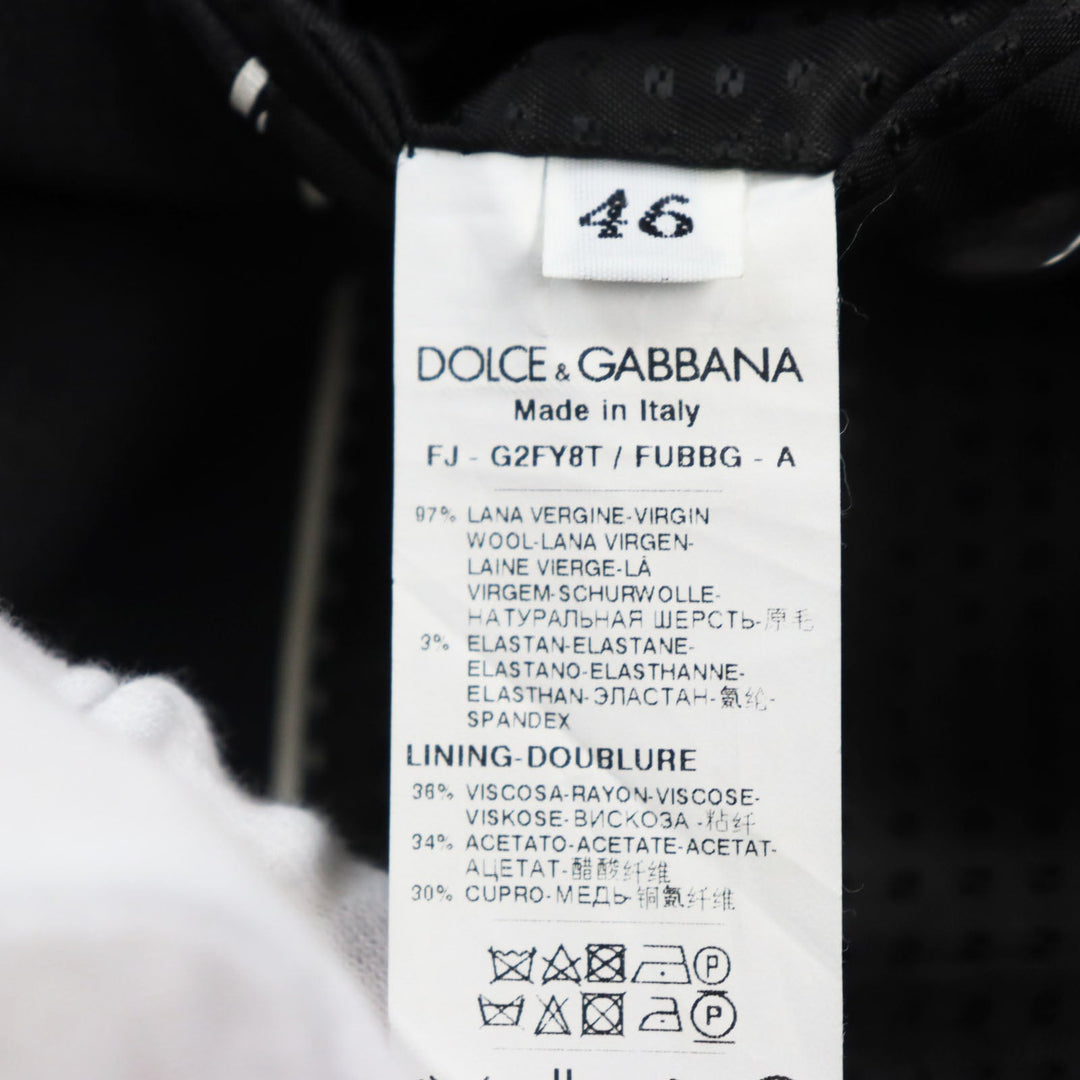 46
DOLCE & GABBANA
Made in Italy
FJ - G2FY8T / FUBBG - A
97% LANA VERGINE-VIRGIN
WOOL-LANA VIRGEN-
LAINE VIERGE-LÂ
VIRGEM-SCHURWOLLE-
НАТУРАЛЬНАЯ ШЕРСТЬ-原毛
3% ELASTAN-ELASTANE-
ELASTANO-ELASTHANNE-
ELASTHAN-ЭЛАСТАН-氨纶-
SPANDEX
LINING-DOUBLURE
36% VISCOSA-RAYON-VISCOSE-
VISKOSE-ВИСКОЗА -粘纤
34% ACETATO-ACETATE-ACETAT-
АЦЕТАТ-醋酸纤维
30% CUPRO-МЕДЬ-铜氨纤维
P
P